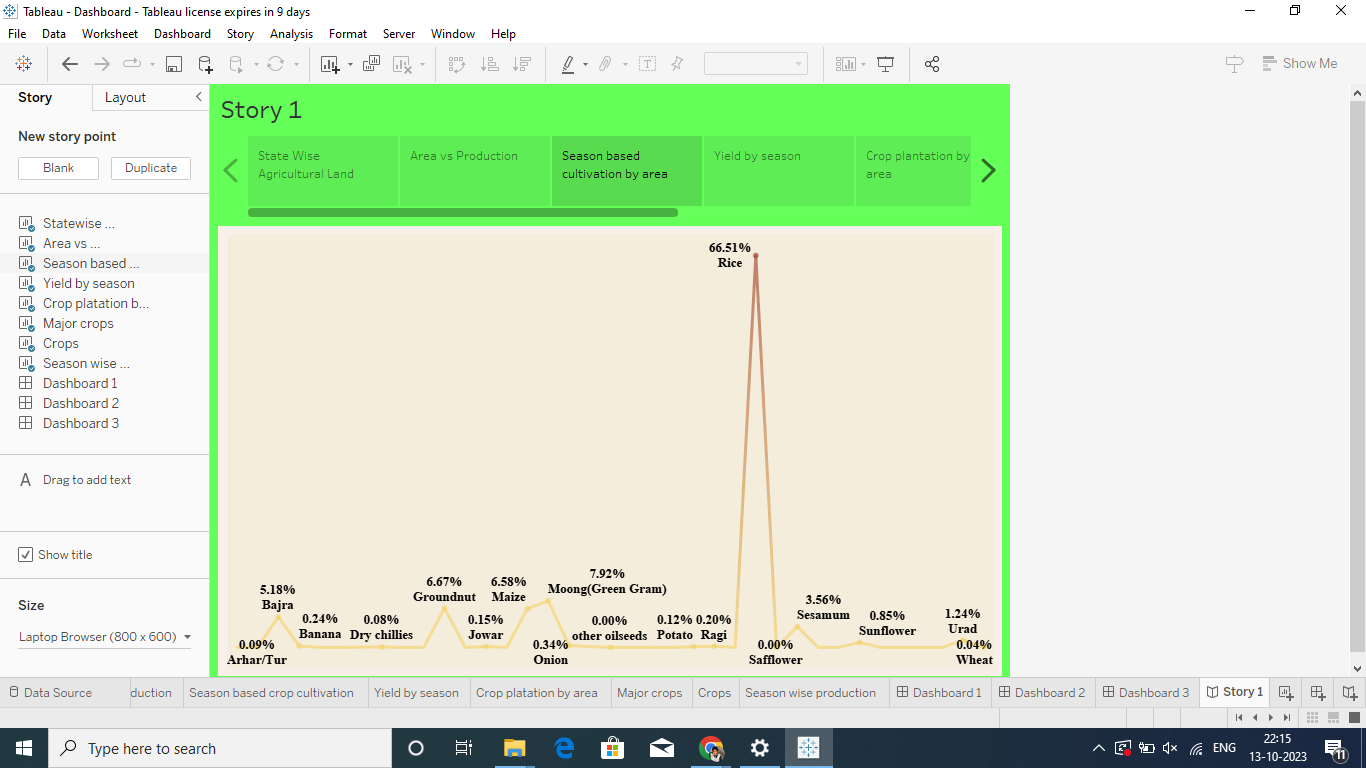 Tableau - Dashboard - Tableau license expires in 9 days
File Data Worksheet Dashboard Story Analysis Format Server Window Help
Show Me
Story Layout
New story point
Blank Duplicate
Statewise ...
Area vs ...
Season based ...
Yield by season
Crop platation b...
Major crops
Crops
Season wise ...
Dashboard 1
Dashboard 2
Dashboard 3
A Drag to add text
Show title
Size
Laptop Browser (800 x 600)
Story 1
State Wise
Agricultural Land
Area vs Production
Season based
cultivation by area
Yield by season
Crop plantation by
area
66.51%
Rice
5.18%
Bajra
0.24%
Banana
0.08%
Dry chillies
6.67%
Groundnut
0.15%
Jowar
6.58%
Maize
7.92%
Moong(Green Gram)
0.00%
other oilseeds
0.12%
Potato
0.20%
Ragi
3.56%
Sesamum
0.85%
Sunflower
1.24%
Urad
0.09%
Arhar/Tur
0.34%
Onion
0.00%
Safflower
0.04%
Wheat
Data Source duction Season based crop cultivation Yield by season Crop platation by area Major crops Crops Season wise production Dashboard 1 Dashboard 2 Dashboard 3 Story 1
Type here to search
ENG
22:15
13-10-2023
11